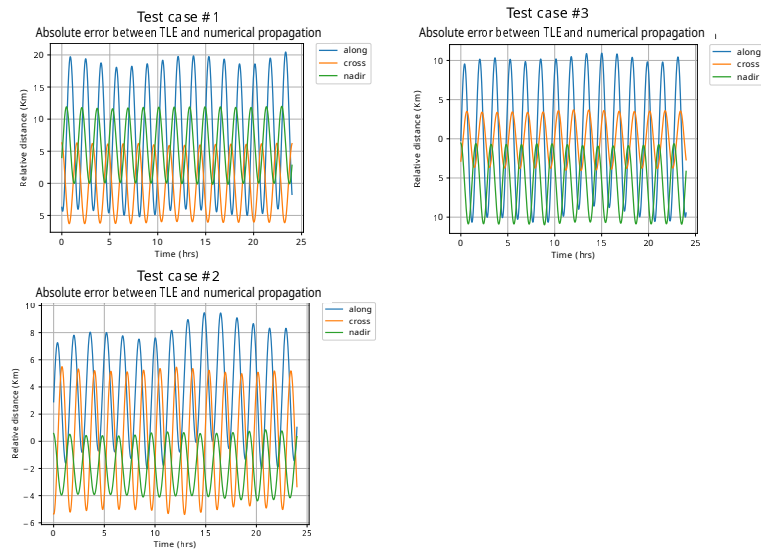 Test case #1
Absolute error between TLE and numerical propagation
along
cross
nadir
20
15
10
5
0
5
Relative distance (Km)
0 5 10 15 20 25
Time (hrs)
Test case #3
Absolute error between TLE and numerical propagation
along
cross
nadir
10
5
0
5
10
Relative distance (Km)
0 5 10 15 20 25
Time (hrs)
Test case #2
Absolute error between TLE and numerical propagation
along
cross
nadir
10
8
6
4
2
0
−2
−4
−6
Relative distance (Km)
0 5 10 15 20 25
Time (hrs)